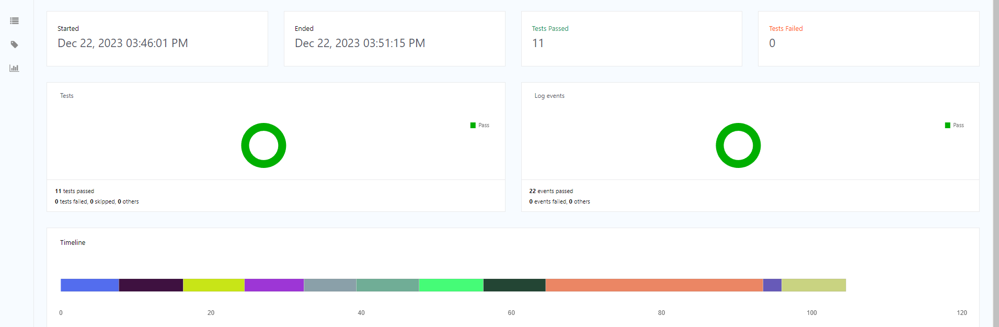 Started
Dec 22, 2023 03:46:01 PM
Ended
Dec 22, 2023 03:51:15 PM
Tests Passed
11
Tests Failed
0
Tests
Pass
11 tests passed
0 tests failed, 0 skipped, 0 others
Log events
Pass
22 events passed
0 events failed, 0 others
Timeline
0 20 40 60 80 100 120